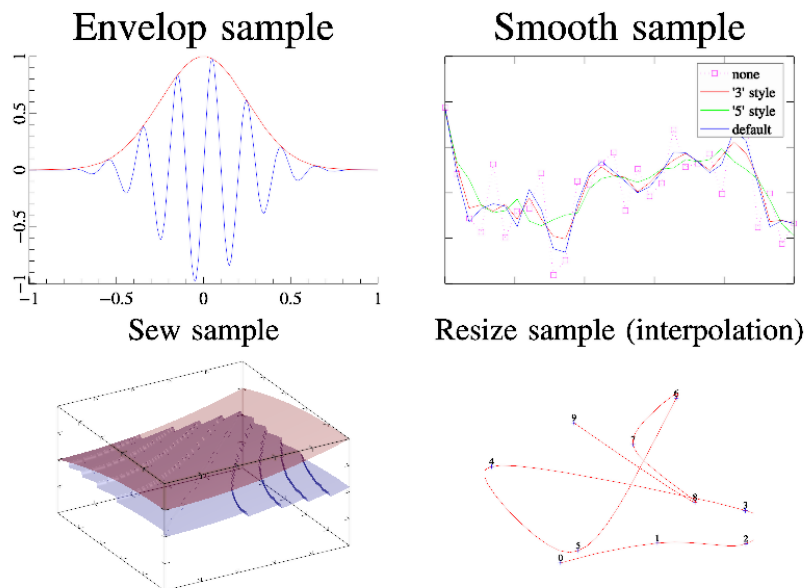 Envelop sample
1
0.5
0
−0.5
−1
−1
−0.5
0
0.5
1
Smooth sample
none
'3' style
'5' style
default
Sew sample
Resize sample (interpolation)
6
9
7
4
8
3
5
0
1
2